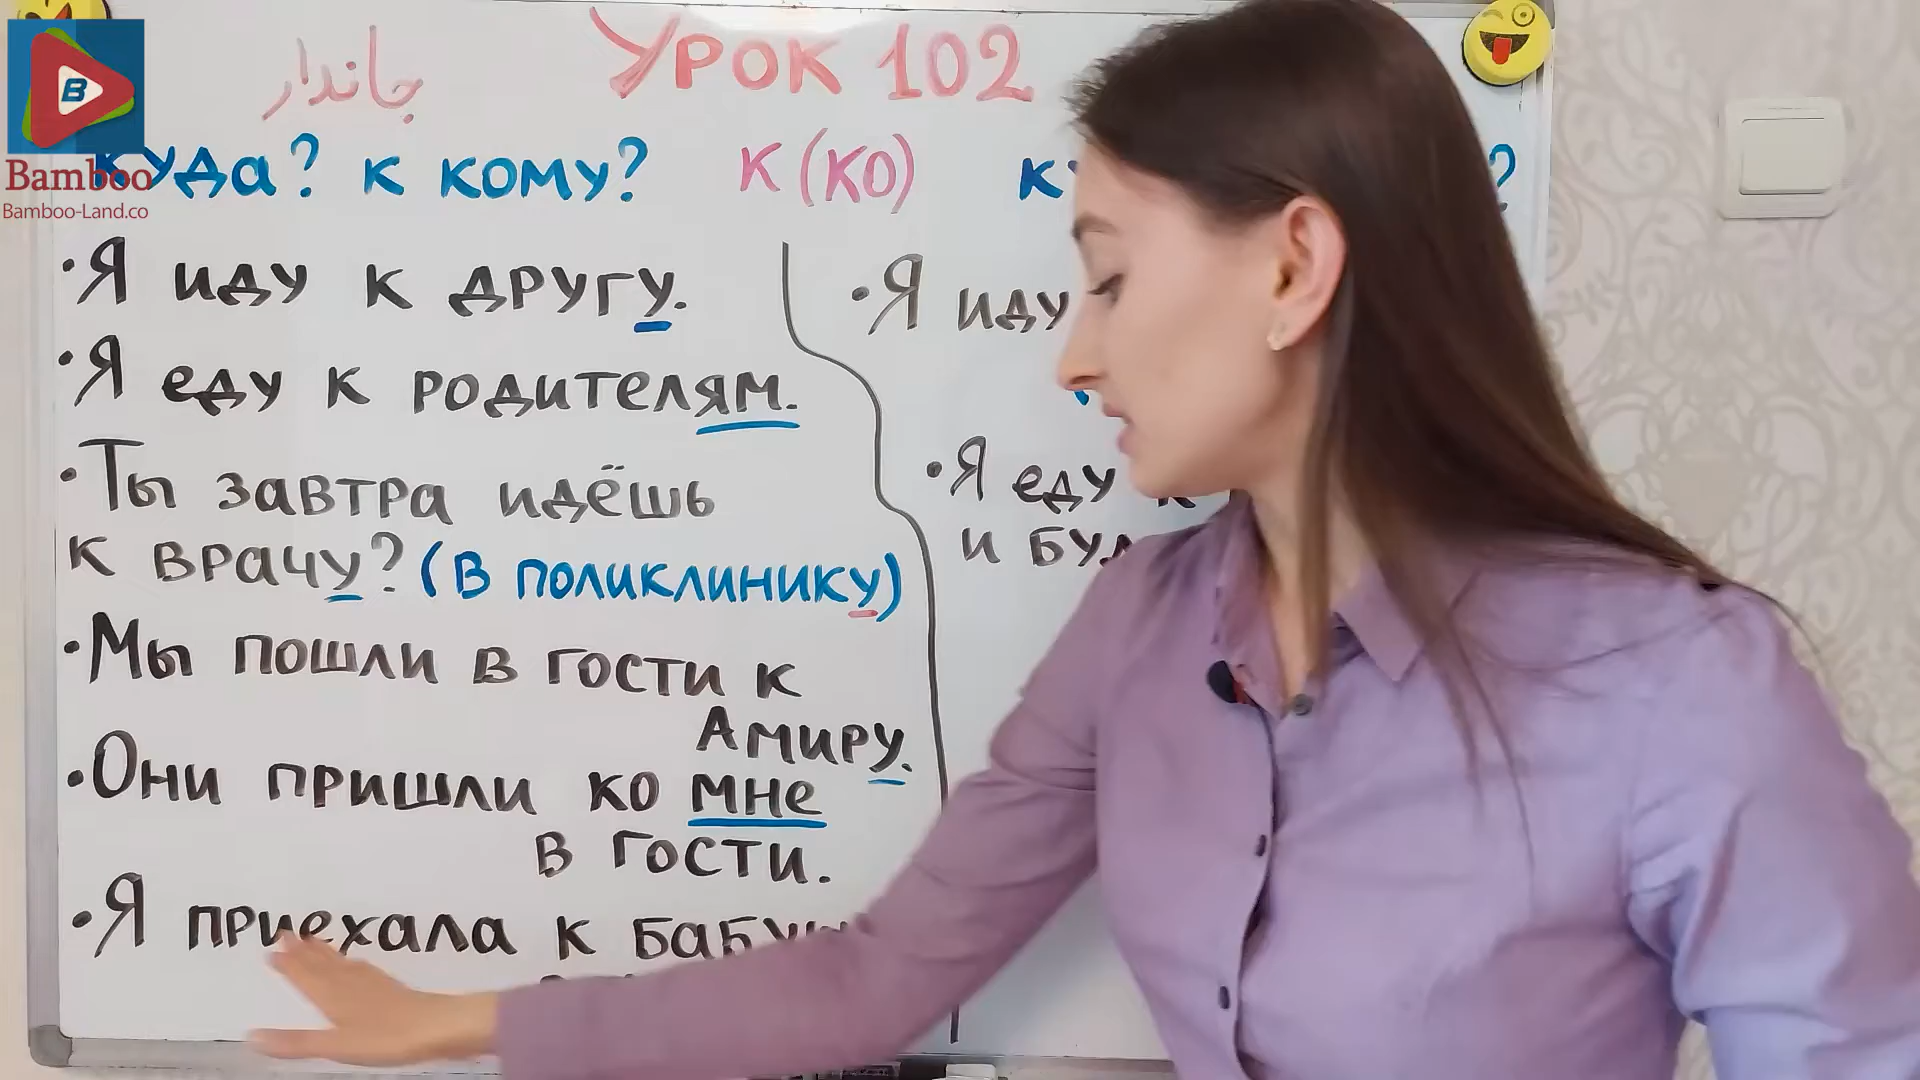 جاندار
Урок 102
куда? к кому? к (ко)
?
Bamboo
Bamboo-Land.co
B
• Я иду к другу.
• Я еду к родителям.
• Ты завтра идёшь
к врачу? (в поликлинику)
• Мы пошли в гости к
Амиру.
• Они пришли ко мне
в гости.
• Я приехала к
• Я иду
• Я еду к
и